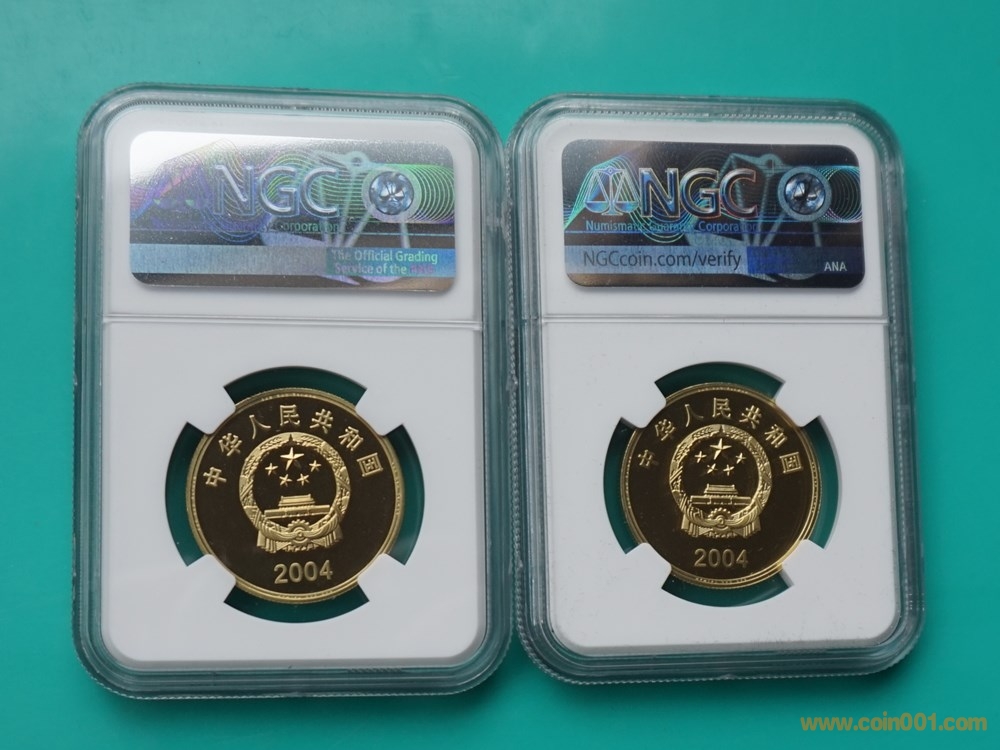 NGC
Corporation
The Official Grading
Service of the
中华人民共和国
2004
NGC
Numismatic Guaranty Corporation
NGCcoin.com/verify
ANA
中华人民共和国
2004
www.coin001.com